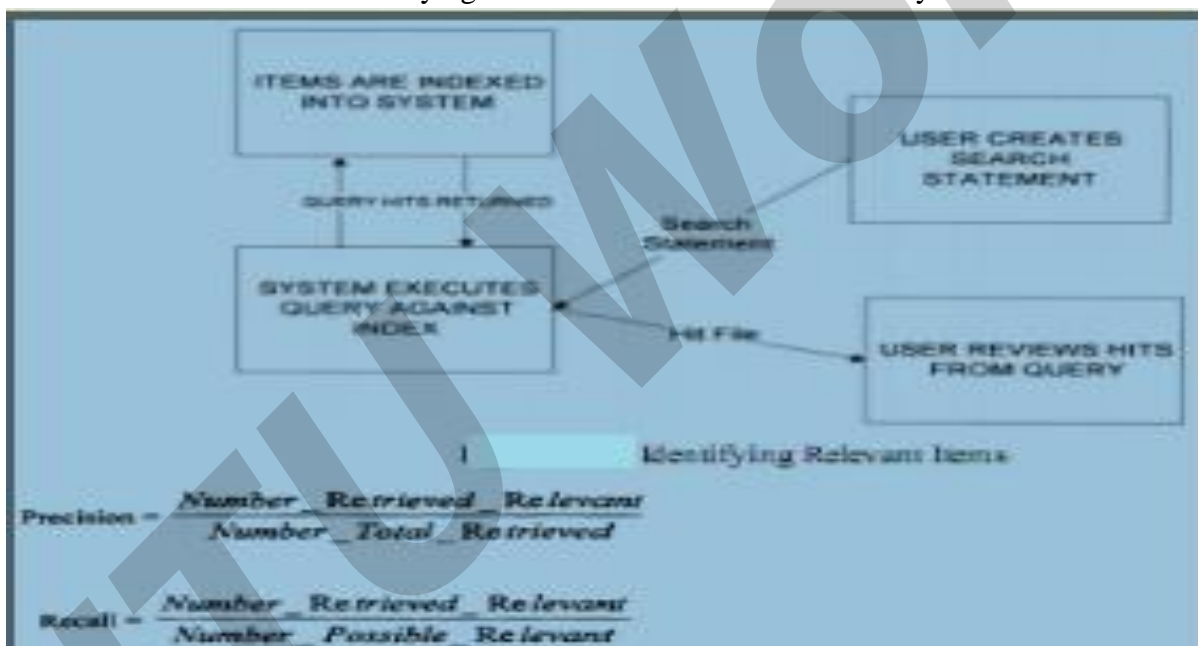 ITEMS ARE INDEXED
INTO SYSTEM
USER CREATES
SEARCH
STATEMENT
QUERY HITS RETURNED
Search
Statement
SYSTEM EXECUTES
QUERY AGAINST
INDEX
Hit File
USER REVIEWS HITS
FROM QUERY
1 Identifying Relevant Items
Precision = Number_Retrieved_Relevant
Number_Total_Retrieved
Recall = Number_Retrieved_Relevant
Number_Possible_Relevant